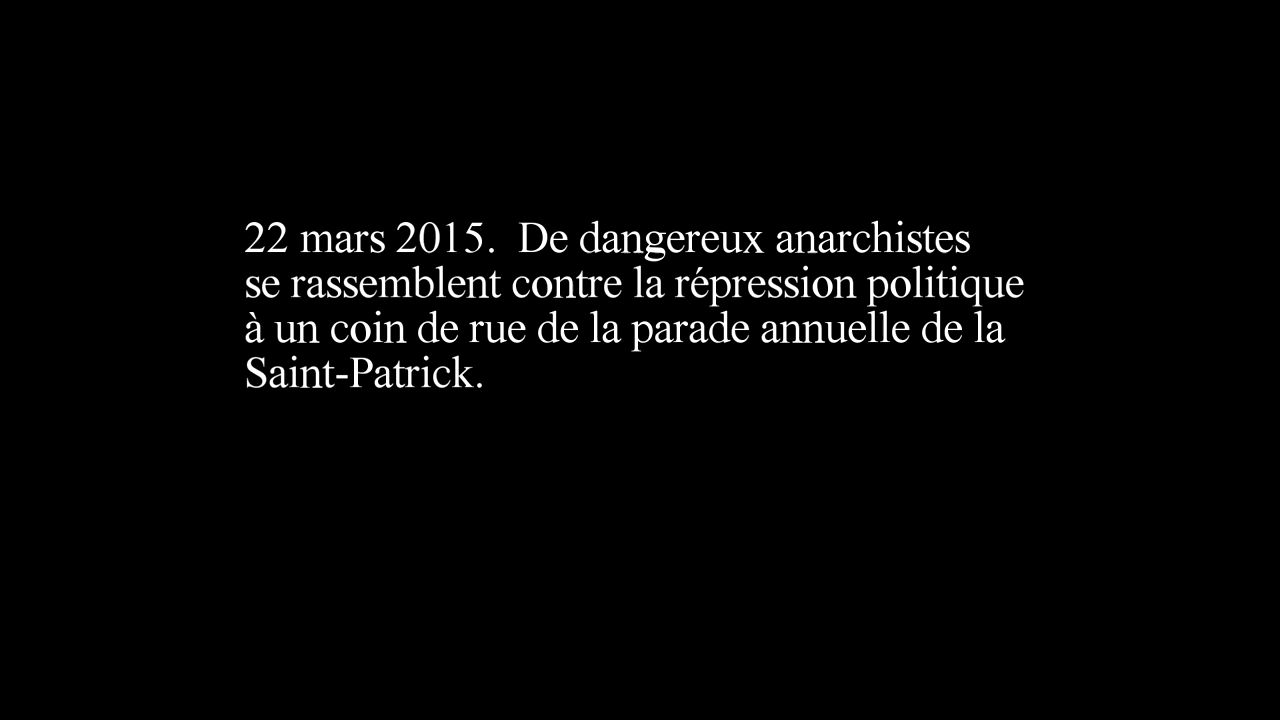 22 mars 2015.  De dangereux anarchistes
se rassemblent contre la répression politique
à un coin de rue de la parade annuelle de la
Saint-Patrick.